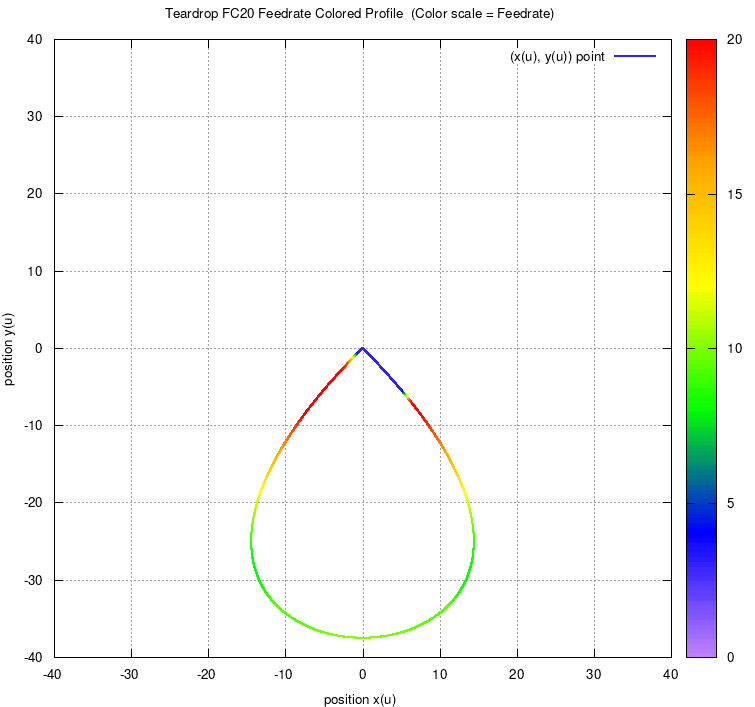 Teardrop FC20 Feedrate Colored Profile  (Color scale = Feedrate)
(x(u), y(u)) point
40
30
20
10
0
-10
-20
-30
-40
position y(u)
-40 -30 -20 -10 0 10 20 30 40
position x(u)
20
15
10
5
0